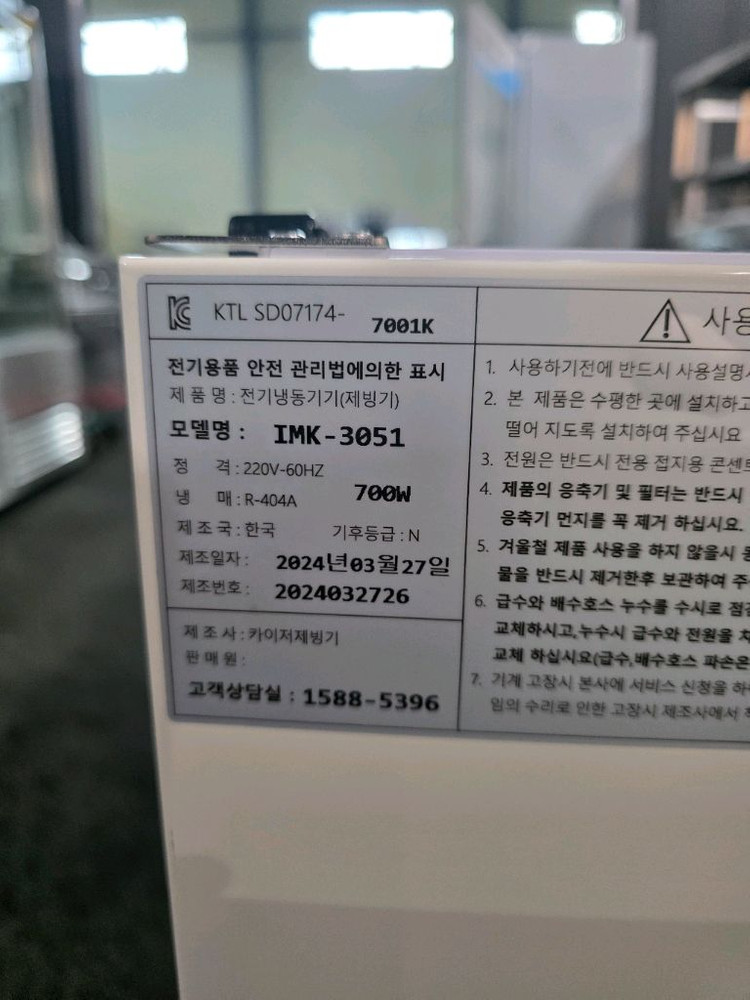 KC KTL SD07174- 7001K
전기용품 안전 관리법에의한 표시
제 품 명 : 전기냉동기기(제빙기)
모델명 : IMK-3051
정 격 : 220V-60HZ
냉 매 : R-404A 700W
제 조 국 : 한국 기후등급 : N
제조일자 : 2024년03월27일
제조번호 : 2024032726
제 조 사 : 카이저제빙기
판 매 원 :
고객상담실 : 1588-5396
사용
1. 사용하기전에 반드시 사용설명
2. 본 제품은 수평한 곳에 설치하고
떨어 지도록 설치하여 주십시요
3. 전원은 반드시 전용 접지용 콘센
4. 제품의 응축기 및 필터는 반드시
응축기 먼지를 꼭 제거 하십시요.
5. 겨울철 제품 사용을 하지 않을시
물을 반드시 제거한후 보관하여 주
6. 급수와 배수호스 누수를 수시로 점
교체하시고,누수시 급수와 전원을
교체 하십시요(급수,배수호스 파손은
7. 기계 고장시 본사에 서비스 신청을 하
임의 수리로 인한 고장시 제조사에서